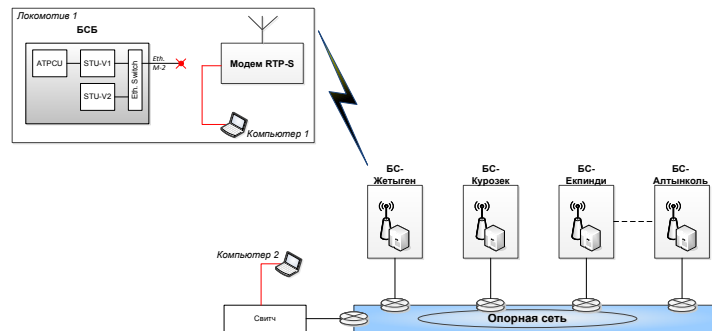 Локомотив 1
БСБ
ATPCU
STU-V1
STU-V2
Eth. Switch
Eth.
M-2
Модем RTP-S
Компьютер 1
БС-
Жетыген
БС-
Курозек
БС-
Екпинди
БС-
Алтынколь
Компьютер 2
Свитч
Опорная сеть